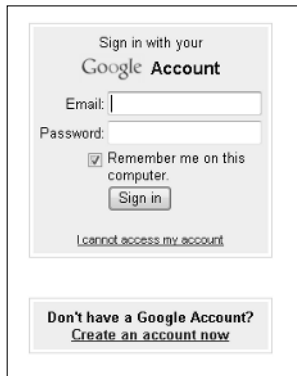 Sign in with your
Google Account
Email:
Password:
Remember me on this
computer.
Sign in
I cannot access my account
Don't have a Google Account?
Create an account now